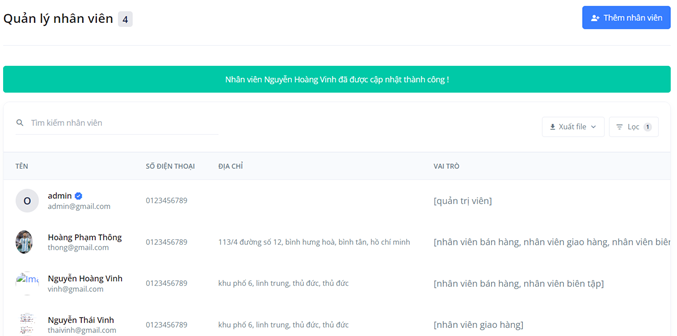 Quản lý nhân viên 4
Thêm nhân viên
Nhân viên Nguyễn Hoàng Vinh đã được cập nhật thành công !
Tìm kiếm nhân viên
Xuất file
Lọc 1
TÊN SỐ ĐIỆN THOẠI ĐỊA CHỈ VAI TRÒ
O admin 0123456789 [quản trị viên]
admin@gmail.com
Hoàng Phạm Thông 0123456789 113/4 đường số 12, bình hưng hoà, bình tân, hồ chí minh [nhân viên bán hàng, nhân viên giao hàng, nhân viên biên
thong@gmail.com
Nguyễn Hoàng Vinh 0123456789 khu phố 6, linh trung, thủ đức, thủ đức [nhân viên bán hàng, nhân viên biên tập]
vinh@gmail.com
Nguyễn Thái Vinh 0123456789 khu phố 6, linh trung, thủ đức, thủ đức [nhân viên giao hàng]
thaivinh@gmail.com